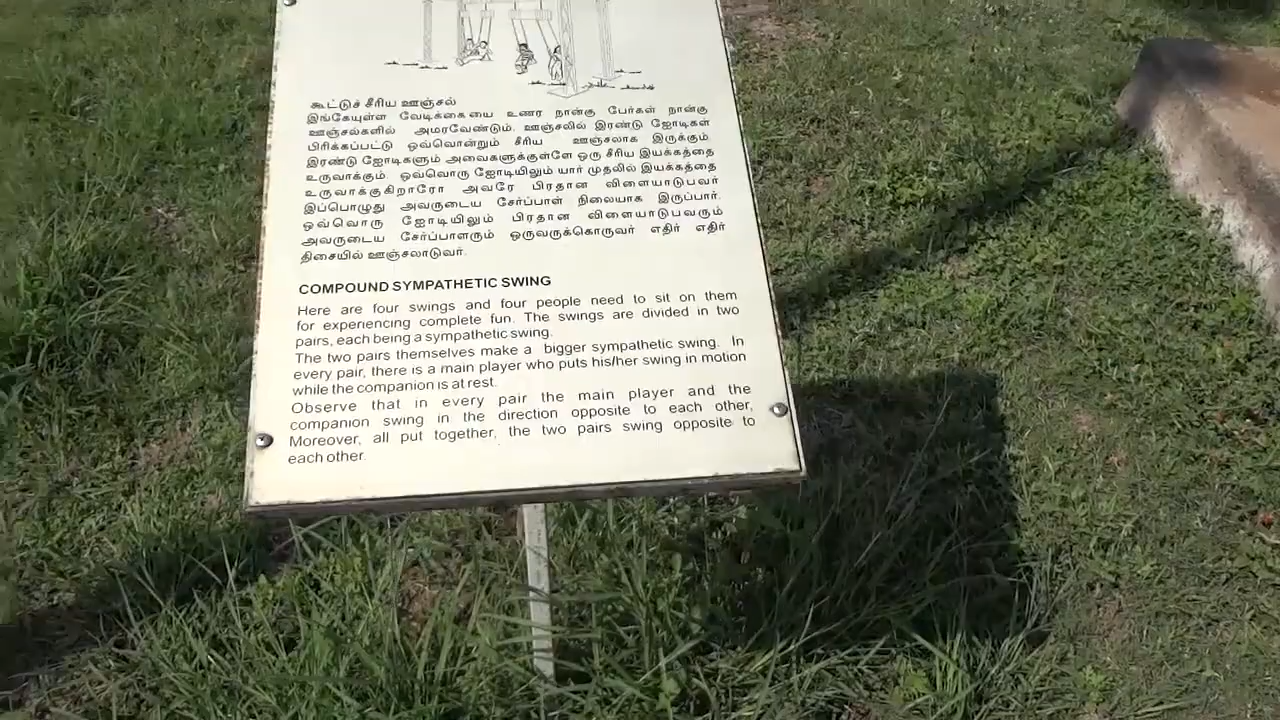 கூட்டுச் சீரிய ஊஞ்சல்
இங்கேயுள்ள வேடிக்கையை உணர நான்கு பேர்கள் நான்கு
ஊஞ்சல்களில் அமரவேண்டும். ஊஞ்சலில் இரண்டு ஜோடிகள்
பிரிக்கப்பட்டு ஒவ்வொன்றும் சீரிய ஊஞ்சலாக இருக்கும்.
இரண்டு ஜோடிகளும் அவைகளுக்குள்ளே ஒரு சீரிய இயக்கத்தை
உருவாக்கும். ஒவ்வொரு ஜோடியிலும் யார் முதலில் இயக்கத்தை
உருவாக்குகிறாரோ அவரே பிரதான விளையாடுபவர்
இப்பொழுது அவருடைய சேர்ப்பாள் நிலையாக இருப்பார்.
ஒவ்வொரு ஜோடியிலும் பிரதான விளையாடுபவரும்
அவருடைய சேர்ப்பாளரும் ஒருவருக்கொருவர் எதிர் எதிர்
திசையில் ஊஞ்சலாடுவர்.
COMPOUND SYMPATHETIC SWING
Here are four swings and four people need to sit on them
for experiencing complete fun. The swings are divided in two
pairs, each being a sympathetic swing.
The two pairs themselves make a bigger sympathetic swing. In
every pair, there is a main player who puts his/her swing in motion
while the companion is at rest.
Observe that in every pair the main player and the
companion swing in the direction opposite to each other,
Moreover, all put together, the two pairs swing opposite to
each other.